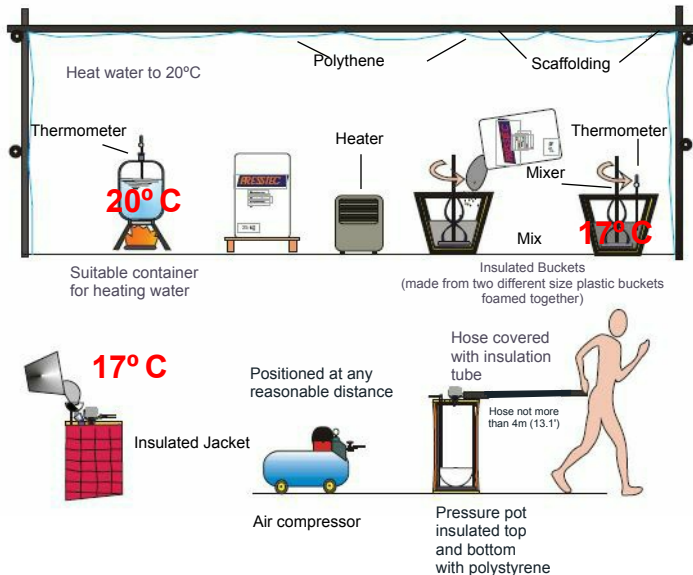 Polythene
Scaffolding
Heat water to 20ºC
Thermometer
Heater
Thermometer
Mixer
PRESSTEC
20º C
17º C
Mix
Suitable container
for heating water
Insulated Buckets
(made from two different size plastic buckets
foamed together)
17º C
Insulated Jacket
Positioned at any
reasonable distance
Air compressor
Hose covered
with insulation
tube
Hose not more
than 4m (13.1')
Pressure pot
insulated top
and bottom
with polystyrene